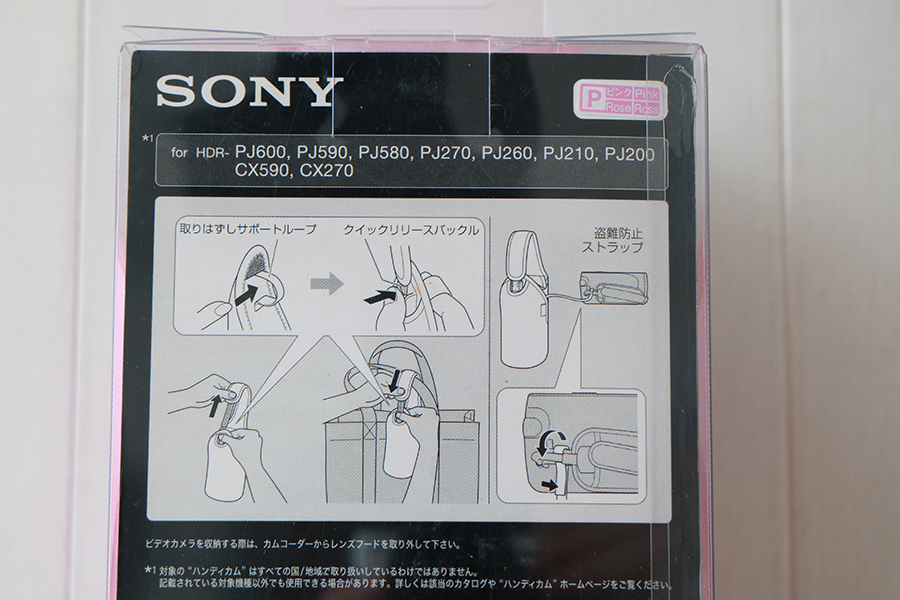 SONY
P ピンク Pink
Rose Rosa
*1
for HDR- PJ600, PJ590, PJ580, PJ270, PJ260, PJ210, PJ200
CX590, CX270
取りはずしサポートループ
クイックリリースバックル
盗難防止
ストラップ
ビデオカメラを収納する際は、カムコーダーからレンズフードを取り外して下さい。
*1 対象の“ハンディカム”はすべての国/地域で取り扱いしているわけではありません。
記載されている対象機種以外でも使用できる場合があります。詳しくは該当のカタログや“ハンディカム”ホームページをご覧ください。